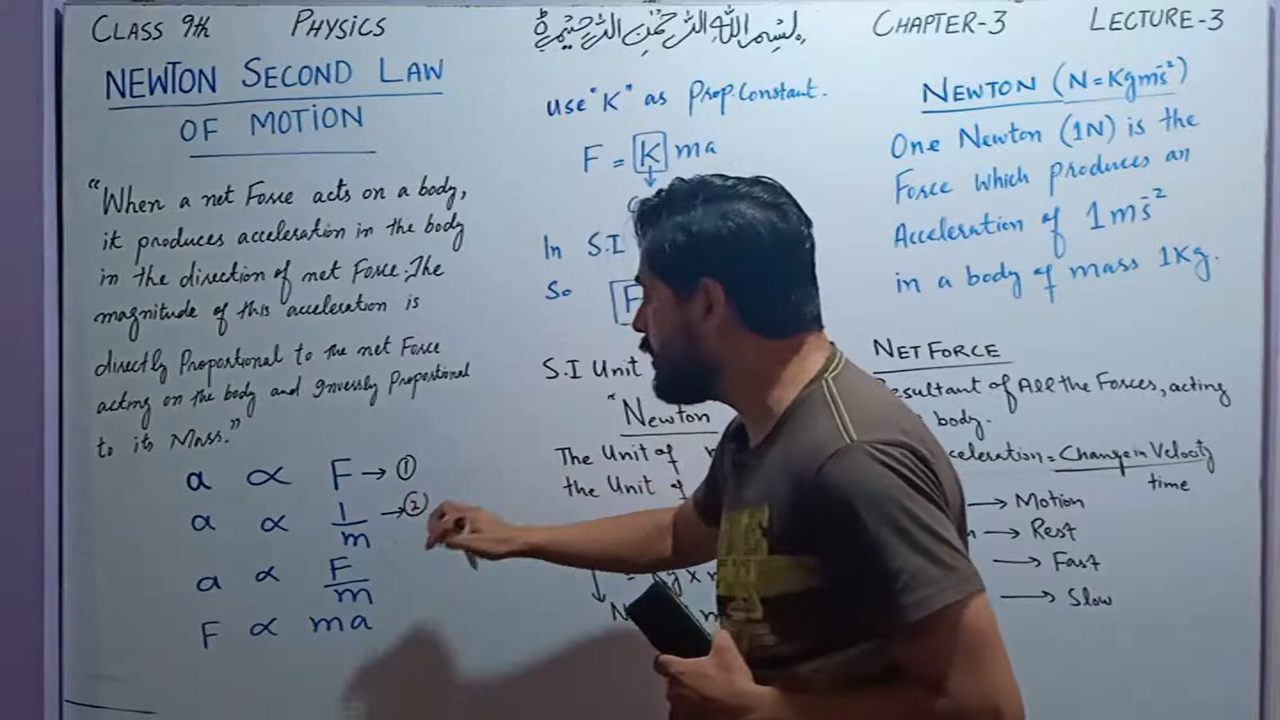 CLASS 9th PHYSICS بسم الله الرحمن الرحيم CHAPTER-3 LECTURE-3
NEWTON SECOND LAW
OF MOTION
“When a net Force acts on a body,
it produces acceleration in the body
in the direction of net Force. The
magnitude of this acceleration is
directly Proportional to the net Force
acting on the body and Inversly Proportional
to its Mass.”
a ∝ F → ①
a ∝ 1/m → ②
a ∝ F/m
F ∝ ma
use "K" as Prop. Constant.
F = K ma
In S.I
So F
S.I Unit
"Newton
The Unit of
the Unit of
NEWTON (N = Kgms⁻²)
One Newton (1N) is the
Force which produces an
Acceleration of 1ms⁻²
in a body of mass 1Kg.
NET FORCE
Resultant of All the Forces, acting
body.
= Change in Velocity
time
→ Motion
→ Rest
→ Fast
→ Slow